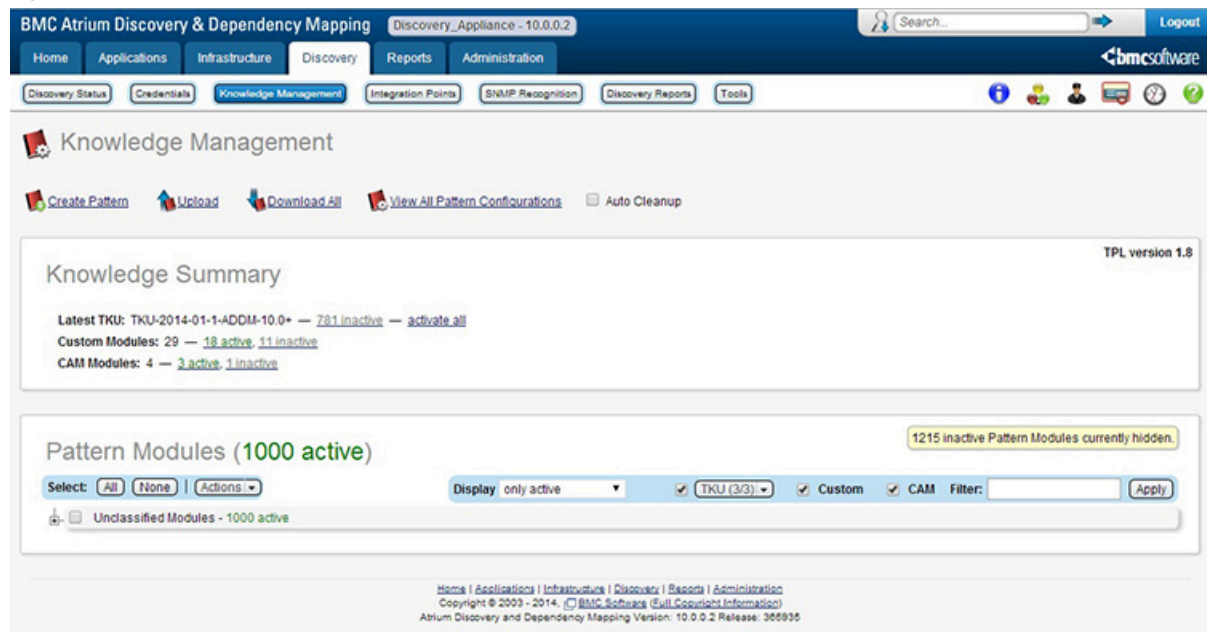 BMC Atrium Discovery & Dependency Mapping Discovery_Appliance - 10.0.0.2 Search... Logout
Home Applications Infrastructure Discovery Reports Administration bmcsoftware
Discovery Status Credentials Knowledge Management Integration Points SNMP Recognition Discovery Reports Tools
Knowledge Management
Create Pattern Upload Download All View All Pattern Configurations Auto Cleanup
TPL version 1.8
Knowledge Summary
Latest TKU: TKU-2014-01-1-ADDM-10.0+ — 781 inactive — activate all
Custom Modules: 29 — 18 active, 11 inactive
CAM Modules: 4 — 3 active, 1 inactive
1215 inactive Pattern Modules currently hidden.
Pattern Modules (1000 active)
Select: All None | Actions Display only active TKU (3/3) Custom CAM Filter: Apply
Unclassified Modules - 1000 active
Home | Applications | Infrastructure | Discovery | Reports | Administration
Copyright © 2003 - 2014, BMC Software (Full Copyright Information)
Atrium Discovery and Dependency Mapping Version: 10.0.0.2 Release: 366935